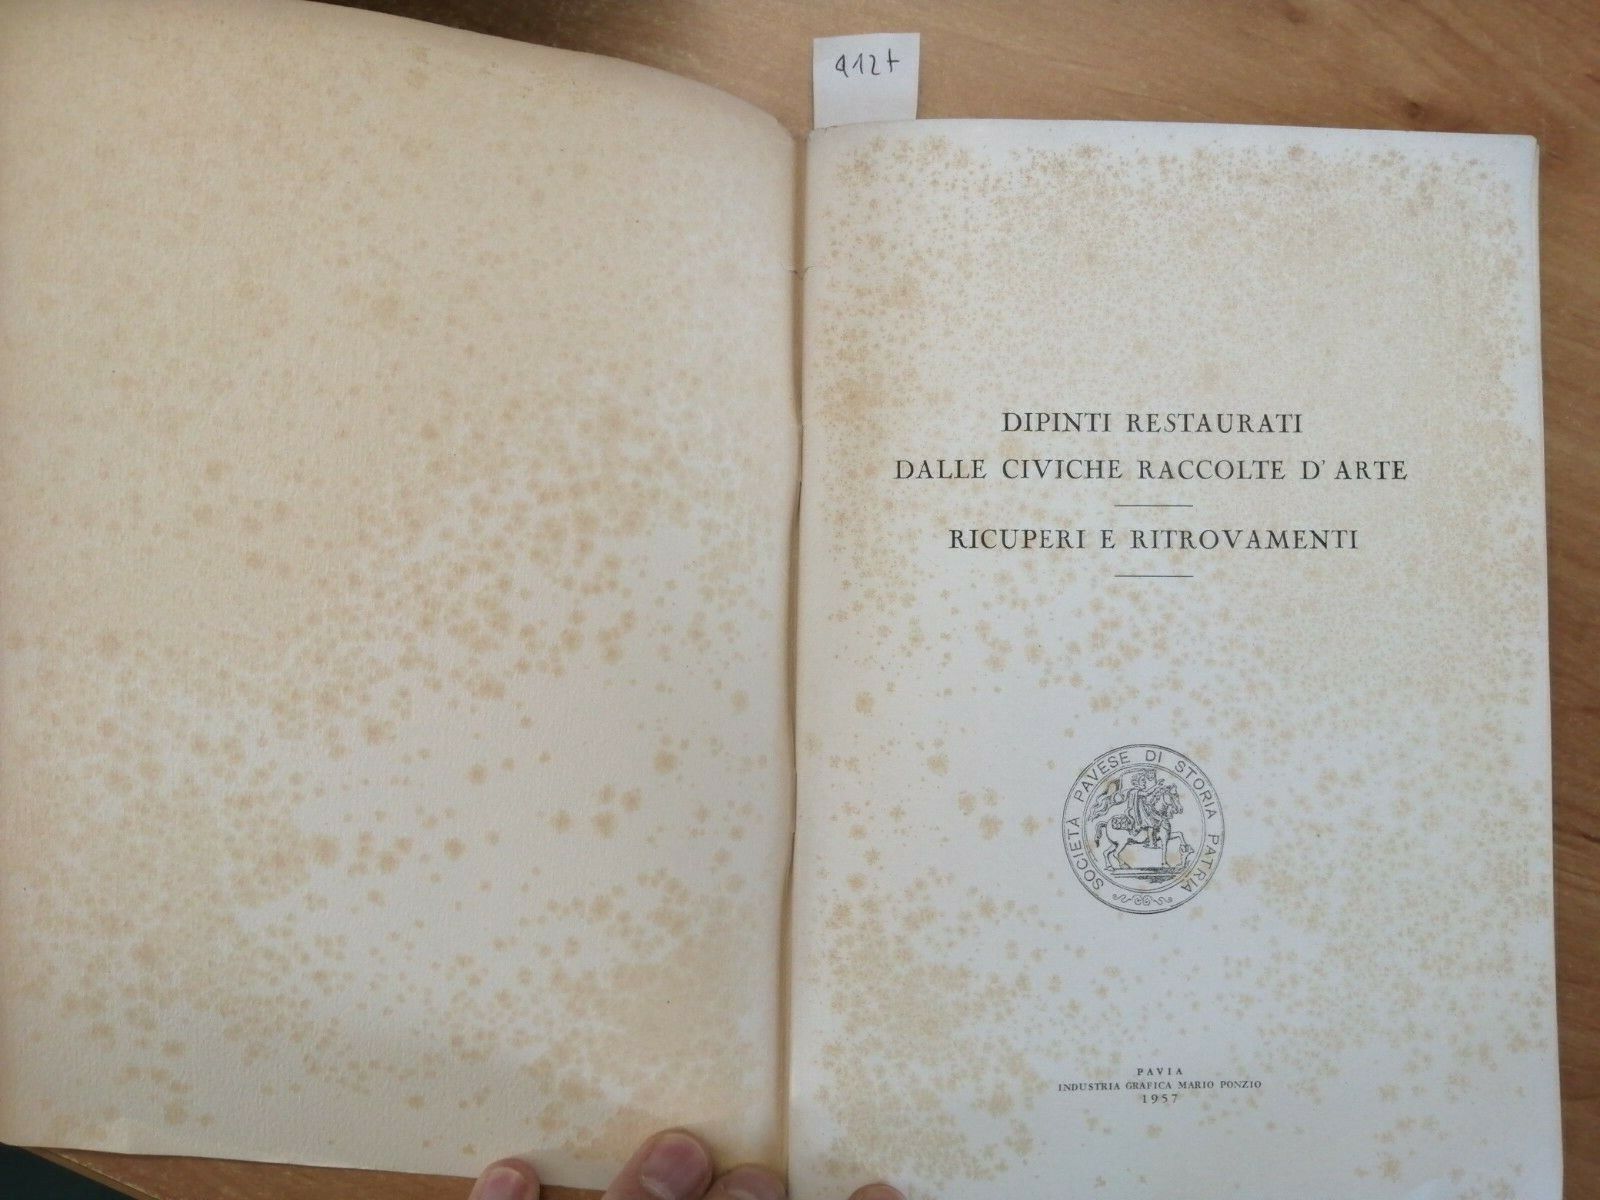 912t
DIPINTI RESTAURATI
DALLE CIVICHE RACCOLTE D'ARTE
RICUPERI E RITROVAMENTI
SOCIETÀ PAVESE DI STORIA PATRIA
PAVIA
INDUSTRIA GRAFICA MARIO PONZIO
1957